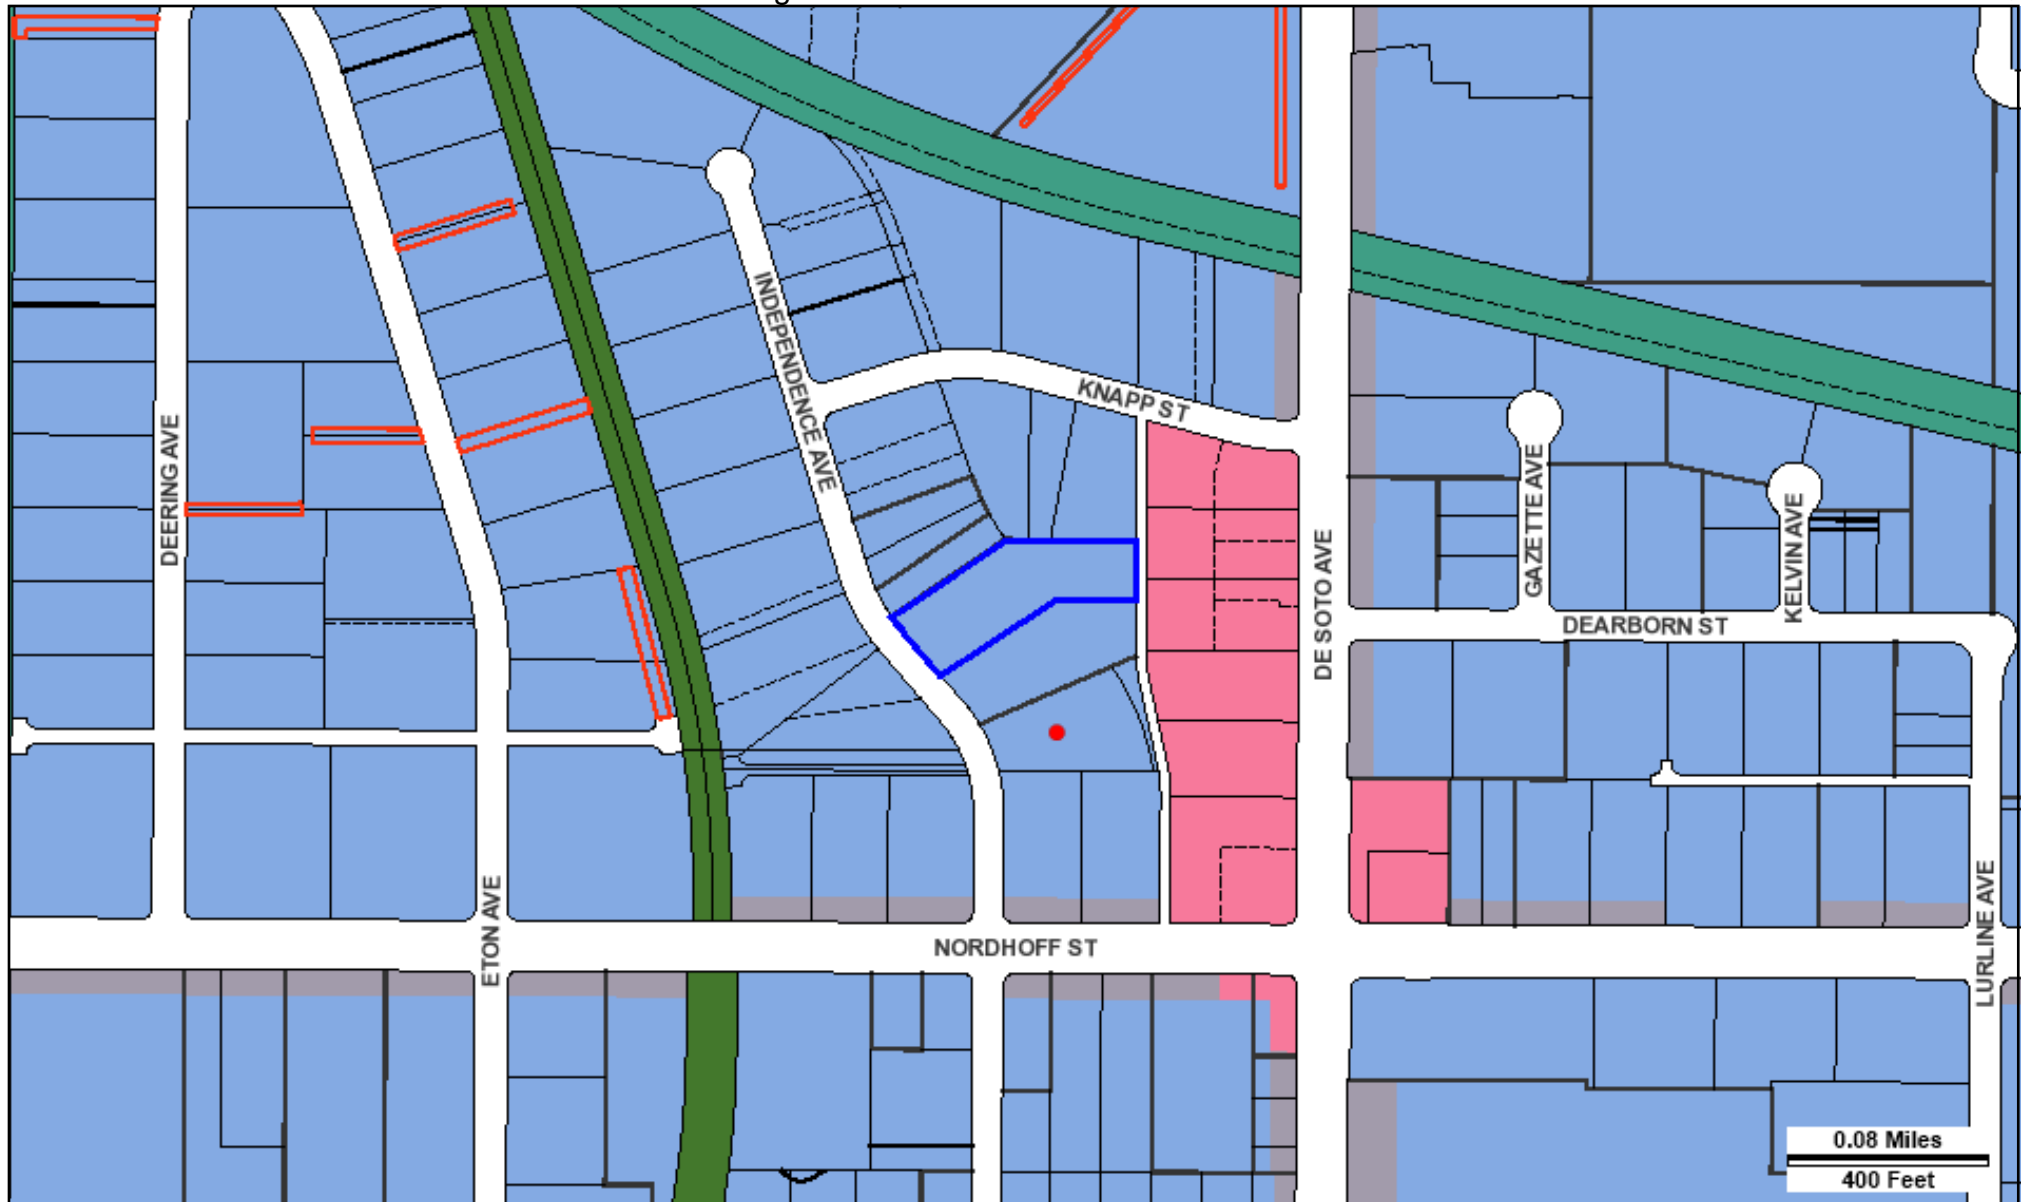 INDEPENDENCE AVE
KNAPP ST
DEERING AVE
GAZETTE AVE
KELVIN AVE
DE SOTO AVE
DEARBORN ST
ETON AVE
NORDHOFF ST
LURLINE AVE
0.08 Miles
400 Feet